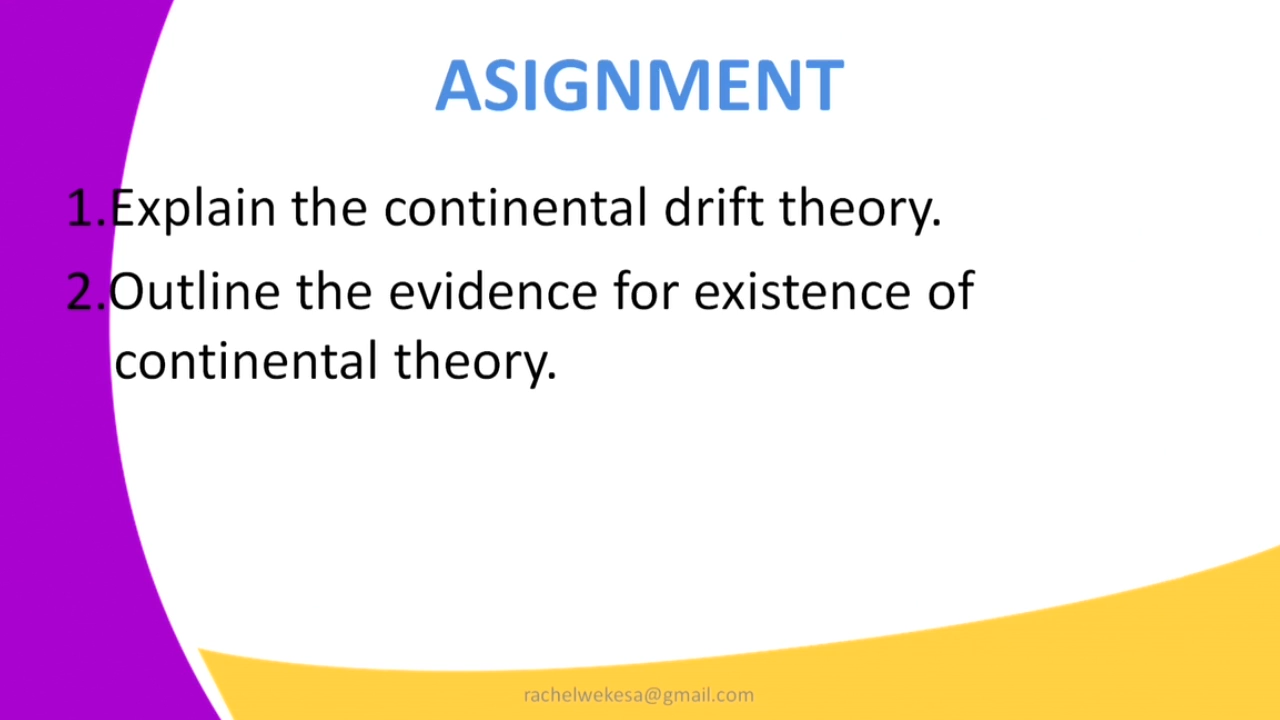 ASIGNMENT
1.Explain the continental drift theory.
2.Outline the evidence for existence of
continental theory.
rachelwekesa@gmail.com